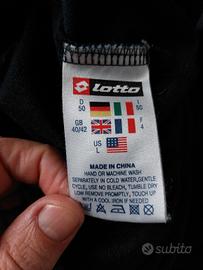 lotto
D
50
I
50
GB
40/42
F
4
US
L
MADE IN CHINA
HAND OR MACHINE WASH
SEPARATELY IN COLD WATER, GENTLE
CYCLE, USE NO BLEACH, TUMBLE DRY
LOW REMOVE PROMPTLY, TOUCH UP
WITH A COOL IRON IF NEEDED
subito